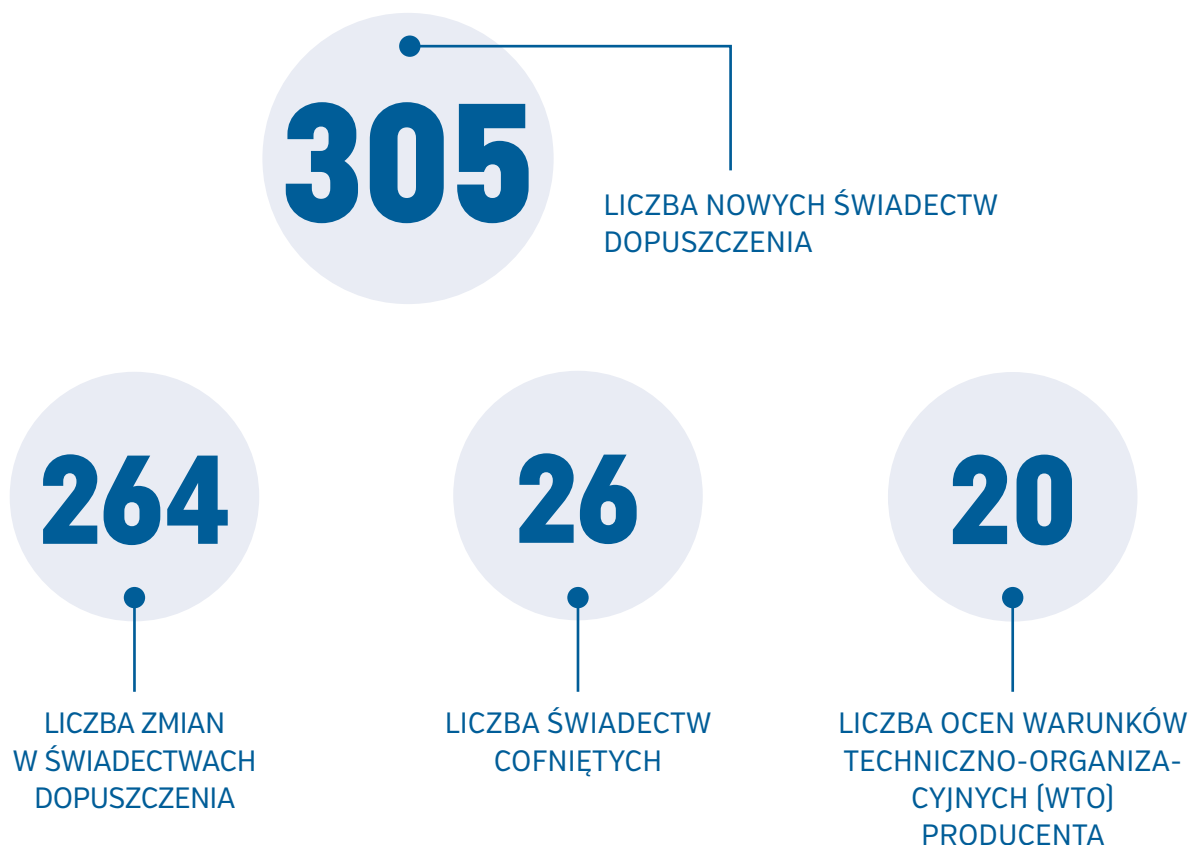 305
LICZBA NOWYCH ŚWIADECTW
DOPUSZCZENIA
264
LICZBA ZMIAN
W ŚWIADECTWACH
DOPUSZCZENIA
26
LICZBA ŚWIADECTW
COFNIĘTYCH
20
LICZBA OCEN WARUNKÓW
TECHNICZNO-ORGANIZA-
CYJNYCH (WTO)
PRODUCENTA